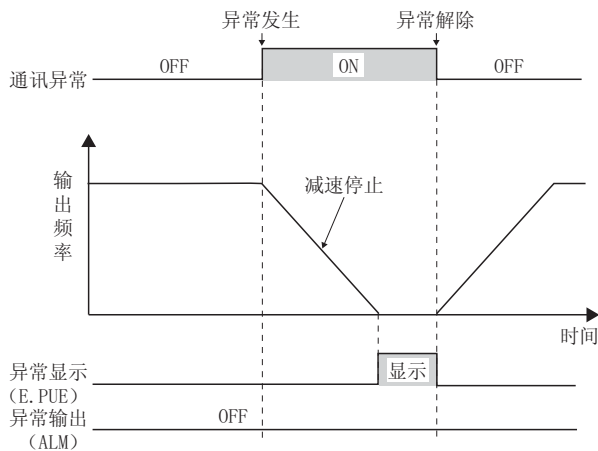 异常发生
异常解除
通讯异常
OFF
ON
OFF
输出频率
减速停止
时间
异常显示
(E.PUE)
显示
异常输出
(ALM)
OFF